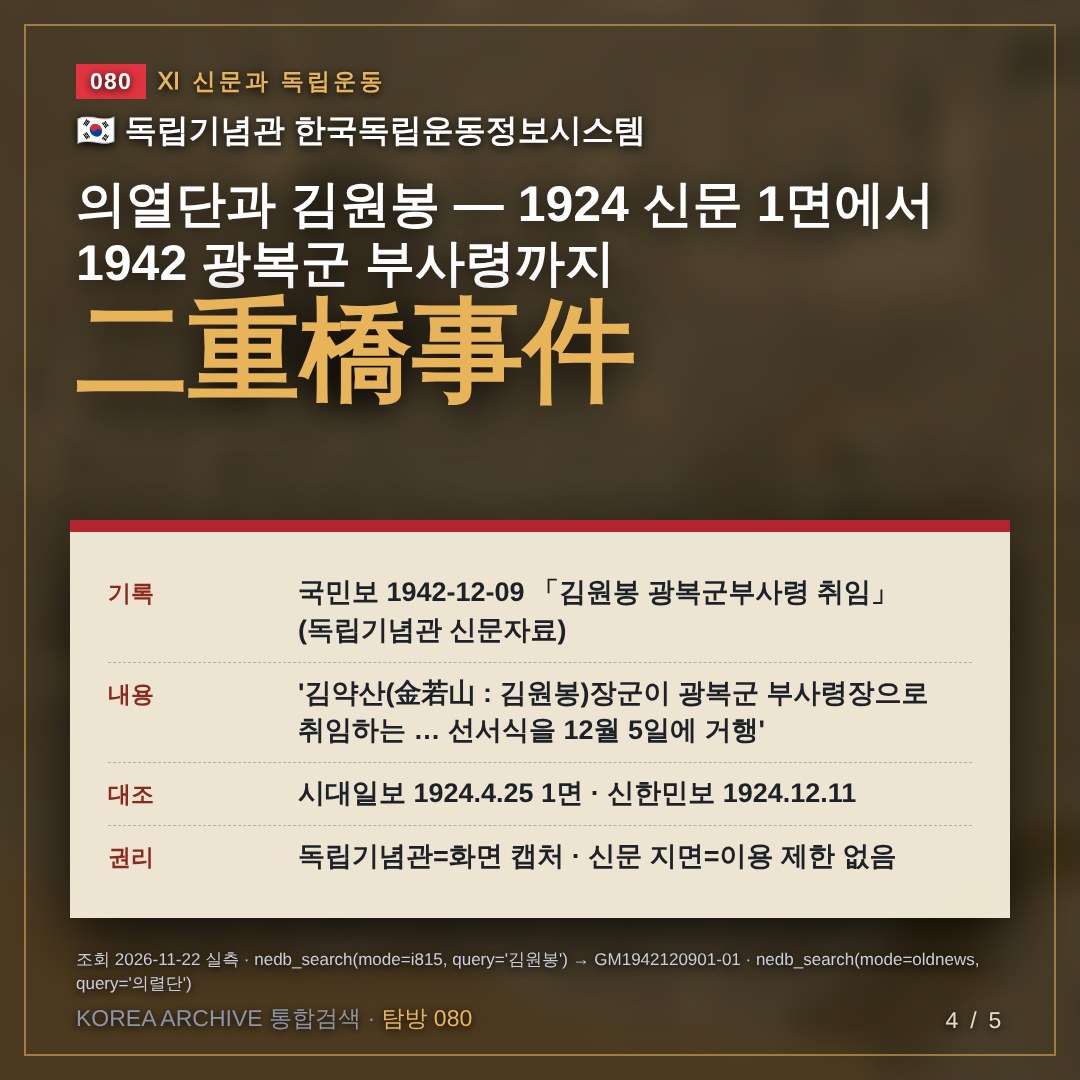 080 Ⅺ 신문과 독립운동
🇰🇷 독립기념관 한국독립운동정보시스템
의열단과 김원봉 — 1924 신문 1면에서
1942 광복군 부사령까지
二重橋事件
기록 국민보 1942-12-09 「김원봉 광복군부사령 취임」
(독립기념관 신문자료)
내용 '김약산(金若山 : 김원봉)장군이 광복군 부사령장으로
취임하는 … 선서식을 12월 5일에 거행'
대조 시대일보 1924.4.25 1면 · 신한민보 1924.12.11
권리 독립기념관=화면 캡처 · 신문 지면=이용 제한 없음
조회 2026-11-22 실측 · nedb_search(mode=i815, query='김원봉') → GM1942120901-01 · nedb_search(mode=oldnews,
query='의렬단')
KOREA ARCHIVE 통합검색 · 탐방 080
4 / 5